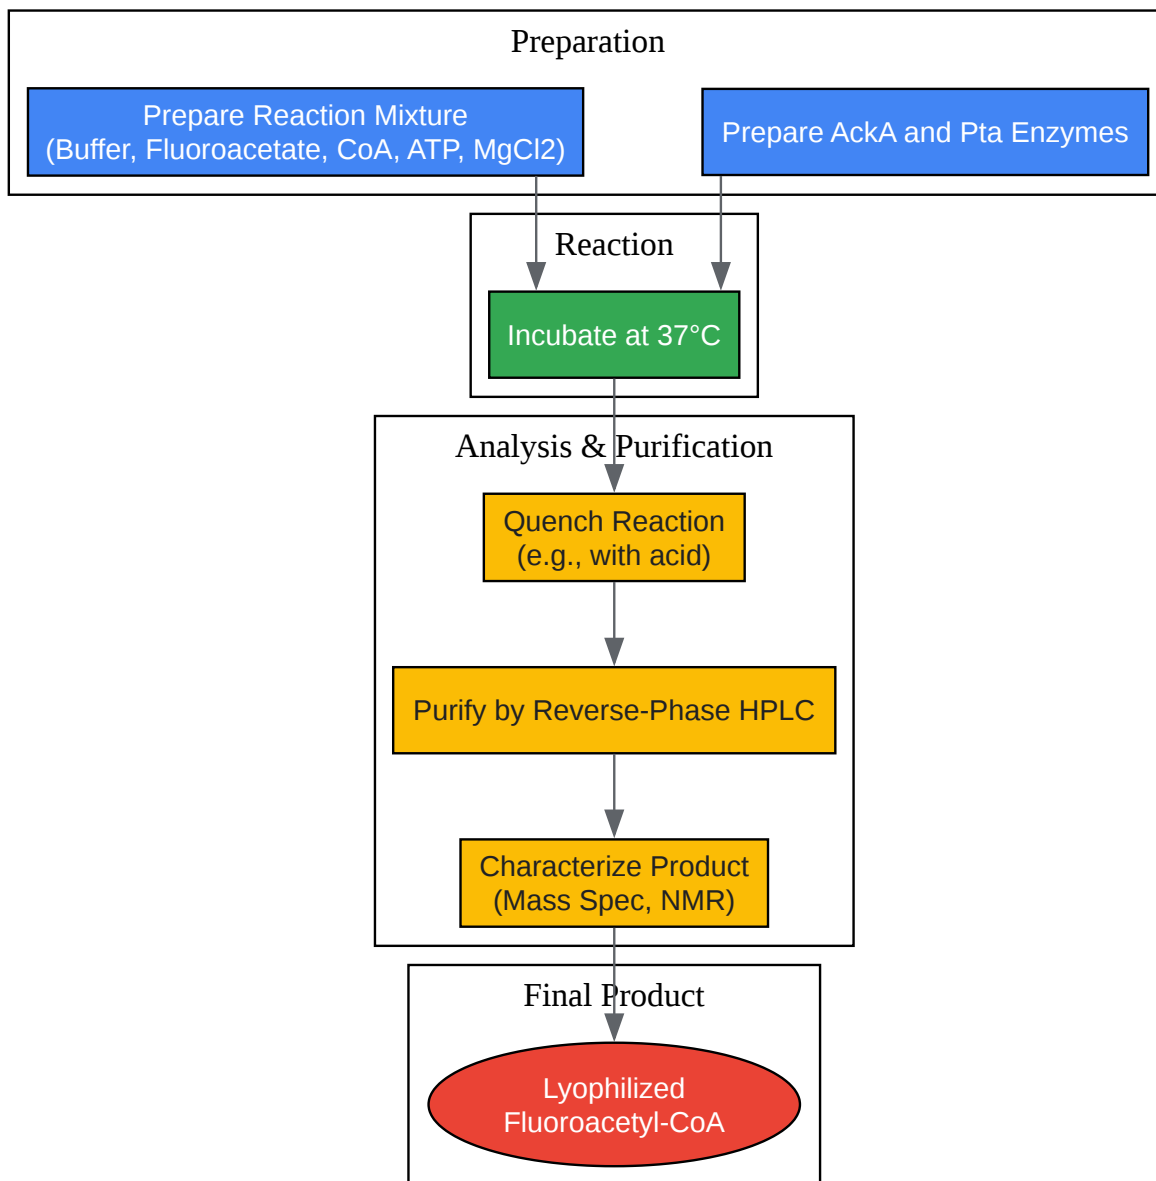 Preparation
Prepare Reaction Mixture
(Buffer, Fluoroacetate, CoA, ATP, MgCl2)
Prepare AckA and Pta Enzymes
Reaction
Incubate at 37°C
Analysis & Purification
Quench Reaction
(e.g., with acid)
Purify by Reverse-Phase HPLC
Characterize Product
(Mass Spec, NMR)
Final Product
Lyophilized
Fluoroacetyl-CoA